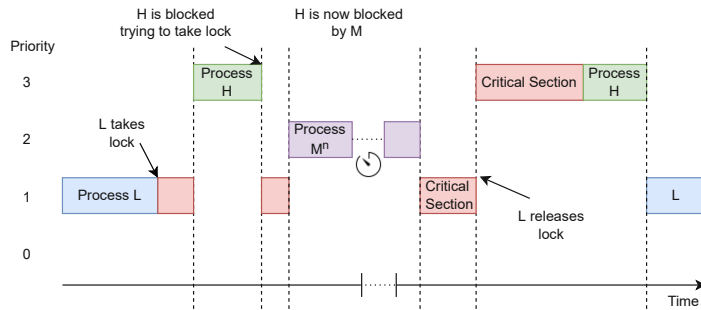 H is blocked
trying to take lock
H is now blocked
by M
Priority
3
Process
H
Critical Section
Process
H
2
Process
Mⁿ
L takes
lock
1
Process L
Critical
Section
L
L releases
lock
0
Time